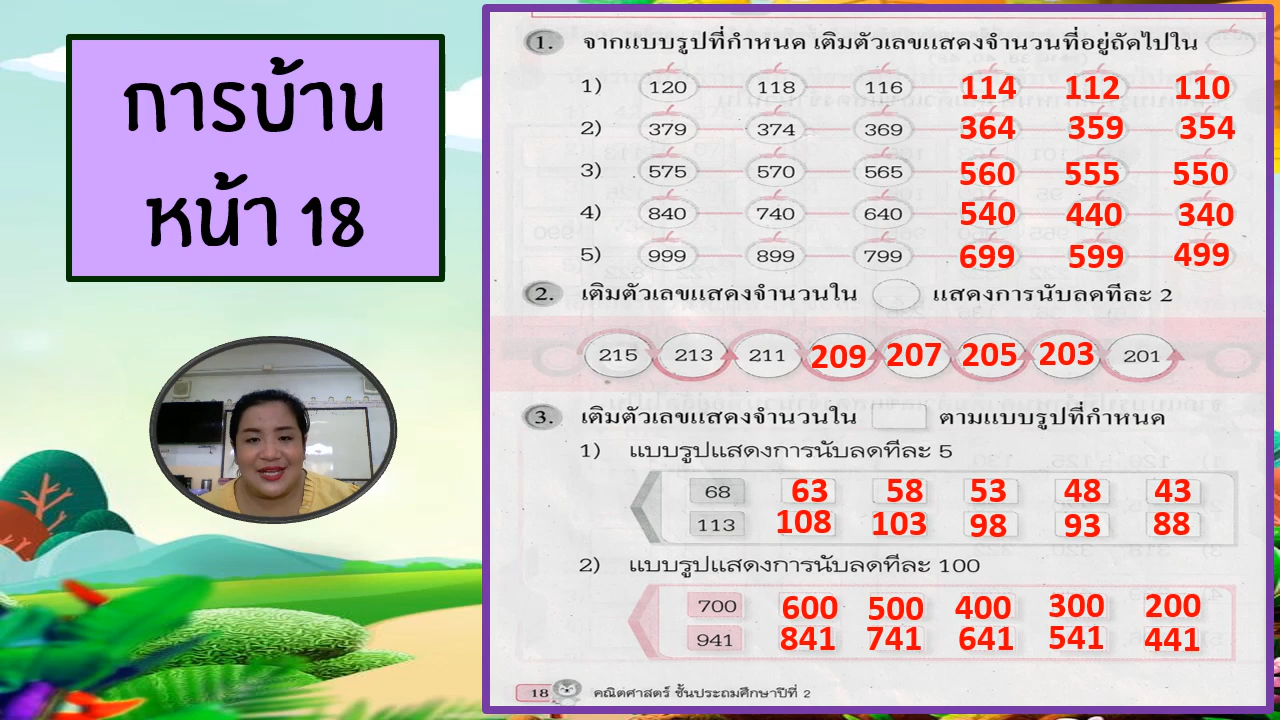 การบ้าน
หน้า 18
1. จากแบบรูปที่กำหนด เติมตัวเลขแสดงจำนวนที่อยู่ถัดไปใน
1) 120 118 116 114 112 110
2) 379 374 369 364 359 354
3) 575 570 565 560 555 550
4) 840 740 640 540 440 340
5) 999 899 799 699 599 499
2. เติมตัวเลขแสดงจำนวนใน แสดงการนับลดทีละ 2
215 213 211 209 207 205 203 201
3. เติมตัวเลขแสดงจำนวนใน ตามแบบรูปที่กำหนด
1) แบบรูปแสดงการนับลดทีละ 5
68 63 58 53 48 43
113 108 103 98 93 88
2) แบบรูปแสดงการนับลดทีละ 100
700 600 500 400 300 200
941 841 741 641 541 441
18 คณิตศาสตร์ ชั้นประถมศึกษาปีที่ 2